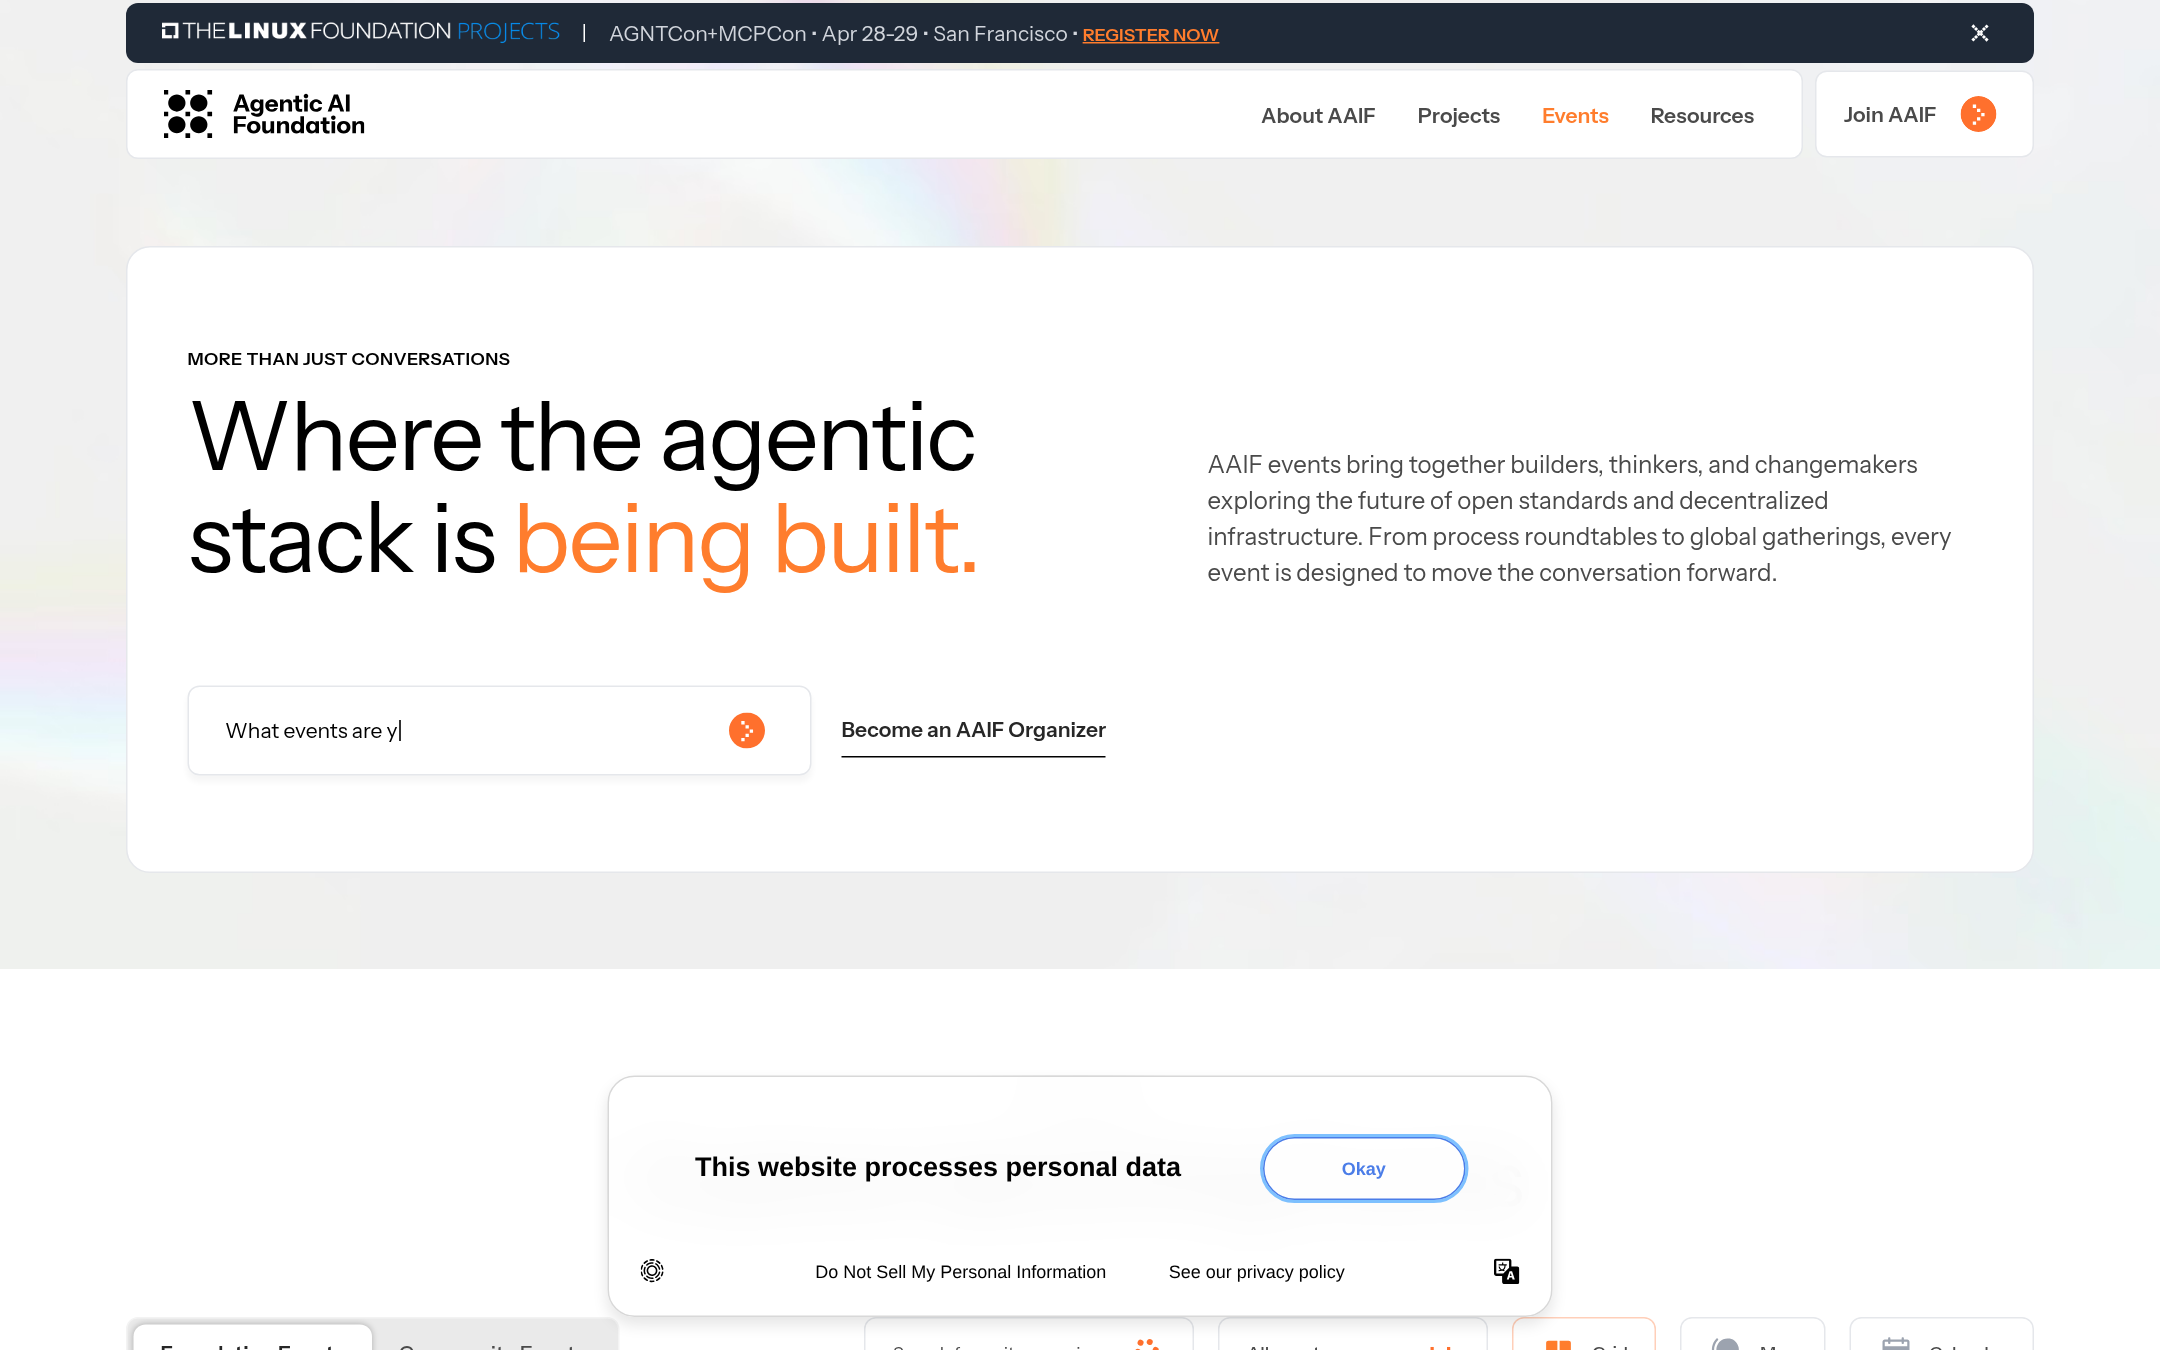 THE LINUX FOUNDATION PROJECTS | AGNTCon+MCPCon • Apr 28-29 • San Francisco • REGISTER NOW
Agentic AI
Foundation
About AAIF Projects Events Resources Join AAIF
MORE THAN JUST CONVERSATIONS
Where the agentic
stack is being built.
AAIF events bring together builders, thinkers, and changemakers
exploring the future of open standards and decentralized
infrastructure. From process roundtables to global gatherings, every
event is designed to move the conversation forward.
What events are y
Become an AAIF Organizer
This website processes personal data
Okay
Do Not Sell My Personal Information See our privacy policy